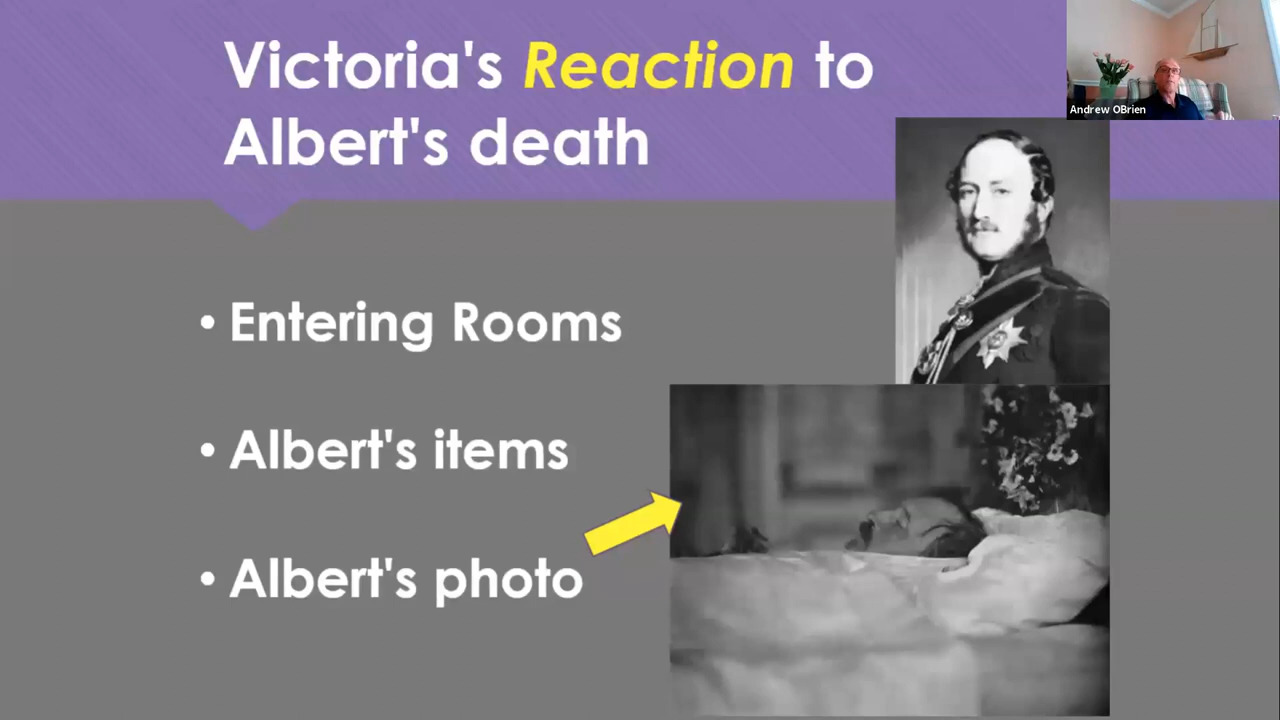 Victoria's Reaction to
Albert's death
Andrew OBrien
• Entering Rooms
• Albert's items
• Albert's photo